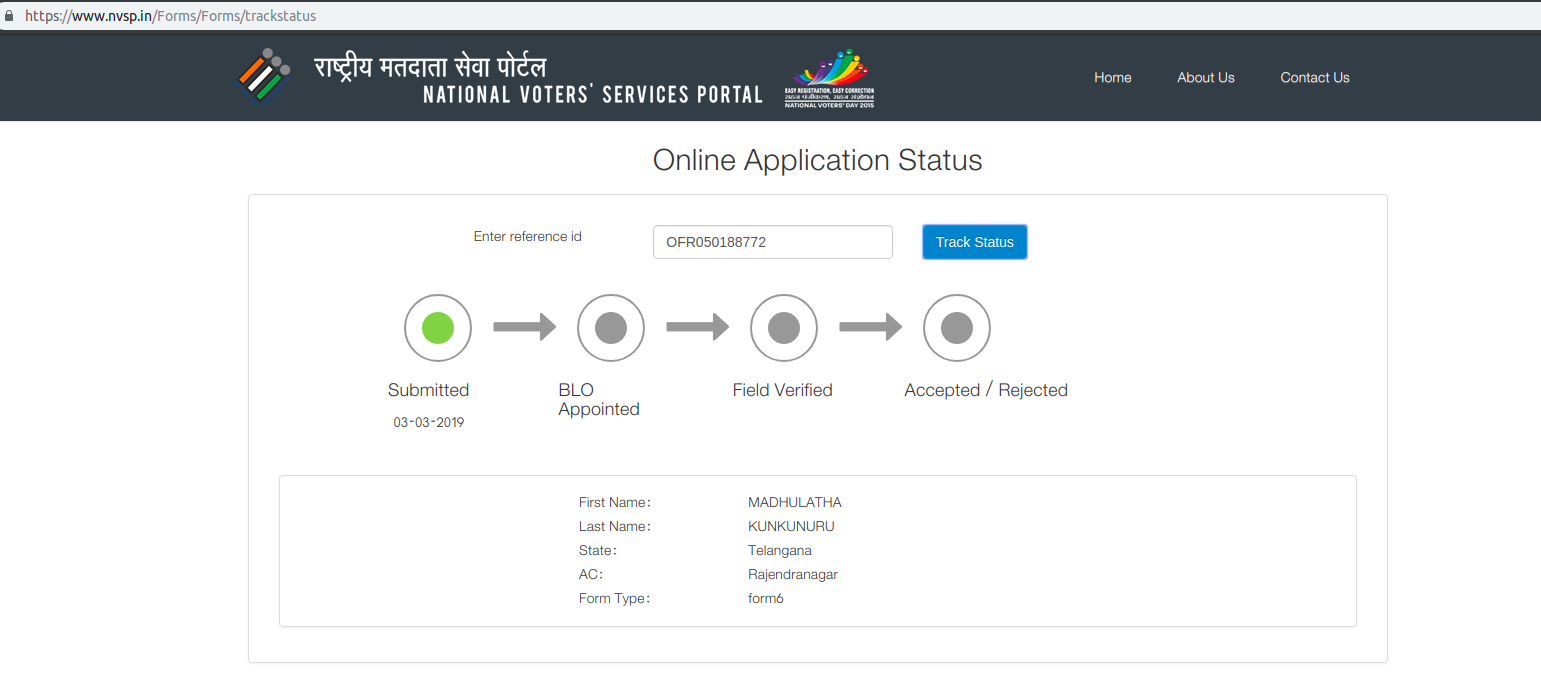 https://www.nvsp.in/Forms/Forms/trackstatus
राष्ट्रीय मतदाता सेवा पोर्टल
NATIONAL VOTERS' SERVICES PORTAL
EASY REGISTRATION, EASY CORRECTION
NATIONAL VOTERS' DAY 2015
Home About Us Contact Us
Online Application Status
Enter reference id OFR050188772 Track Status
Submitted BLO Appointed Field Verified Accepted / Rejected
03-03-2019
First Name: MADHULATHA
Last Name: KUNKUNURU
State: Telangana
AC: Rajendranagar
Form Type: form6